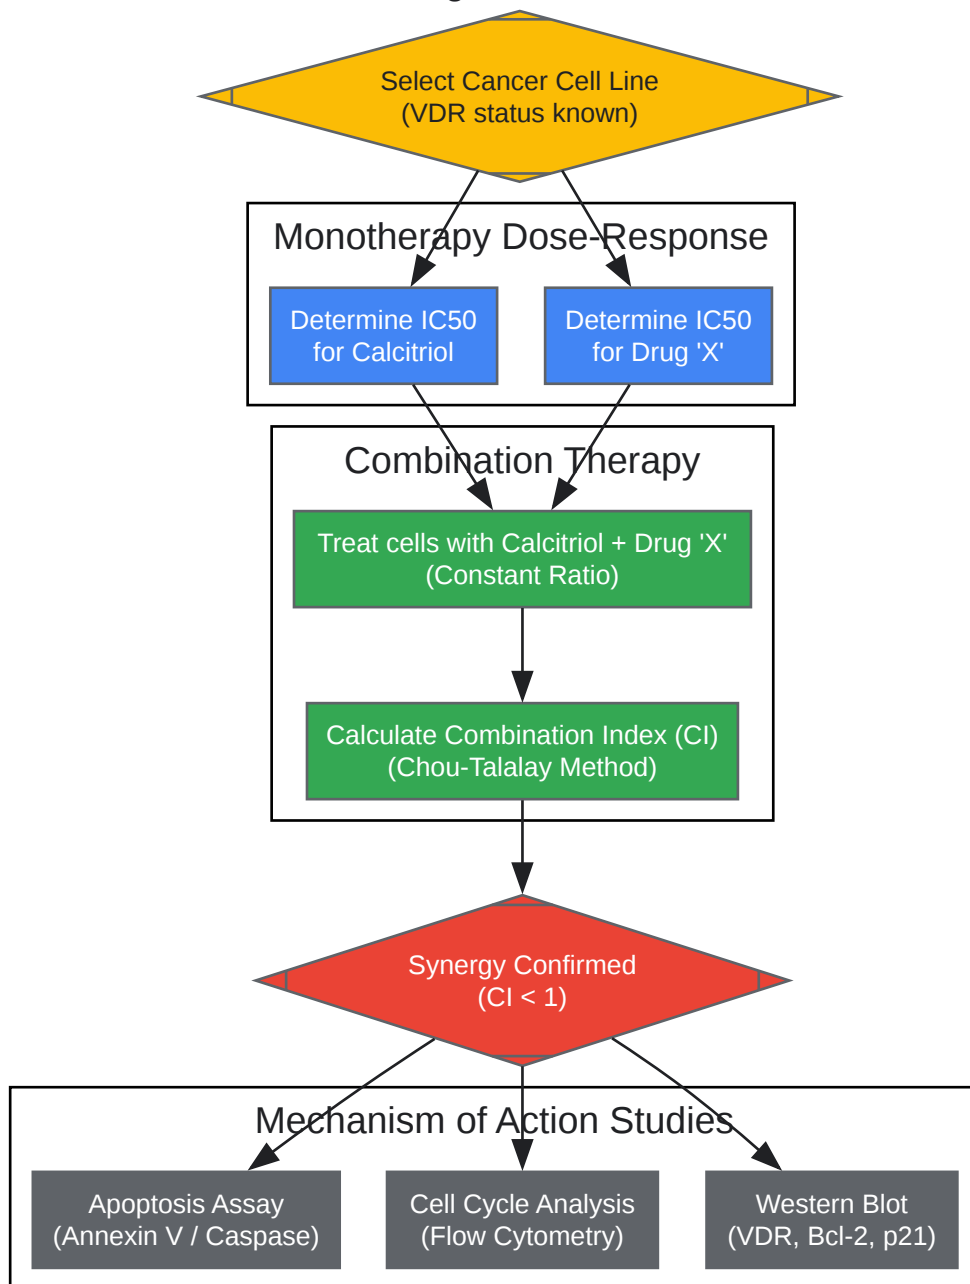 Select Cancer Cell Line
(VDR status known)
Monotherapy Dose-Response
Determine IC50
for Calcitriol
Determine IC50
for Drug 'X'
Combination Therapy
Treat cells with Calcitriol + Drug 'X'
(Constant Ratio)
Calculate Combination Index (CI)
(Chou-Talalay Method)
Synergy Confirmed
(CI < 1)
Mechanism of Action Studies
Apoptosis Assay
(Annexin V / Caspase)
Cell Cycle Analysis
(Flow Cytometry)
Western Blot
(VDR, Bcl-2, p21)